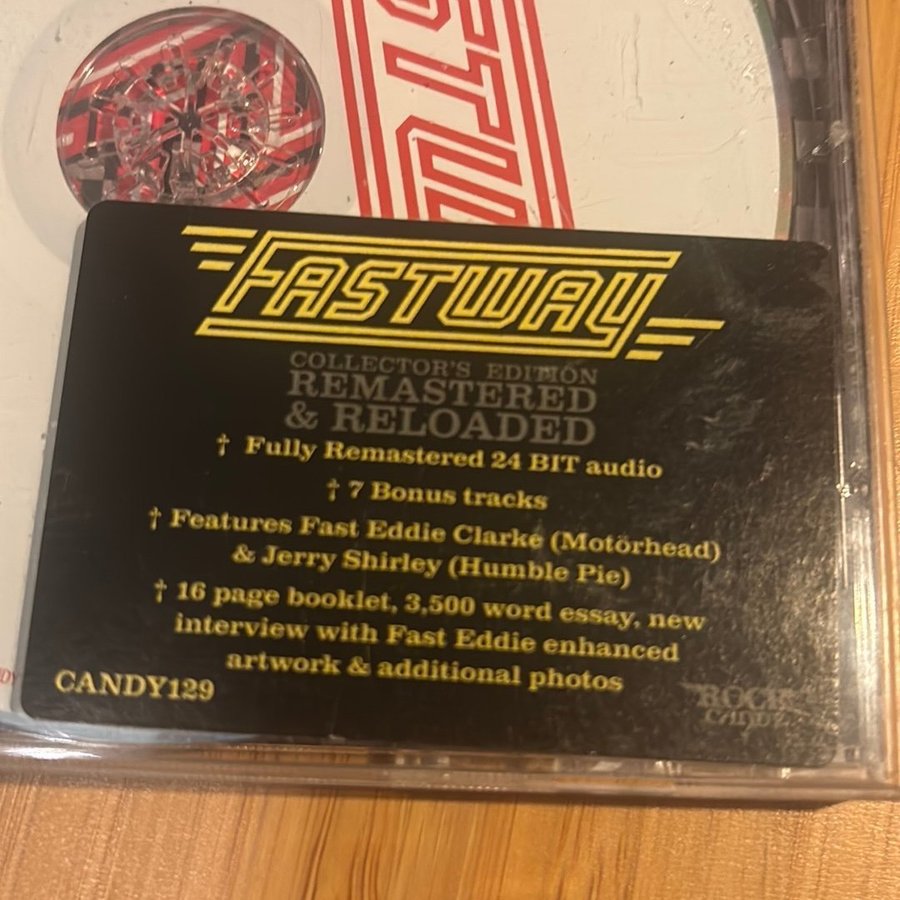 STW
FASTWAY
COLLECTOR'S EDITION
REMASTERED
& RELOADED
† Fully Remastered 24 BIT audio
† 7 Bonus tracks
† Features Fast Eddie Clarke (Motörhead)
& Jerry Shirley (Humble Pie)
† 16 page booklet, 3,500 word essay, new
interview with Fast Eddie enhanced
artwork & additional photos
CANDY129
ROCK
CANDY